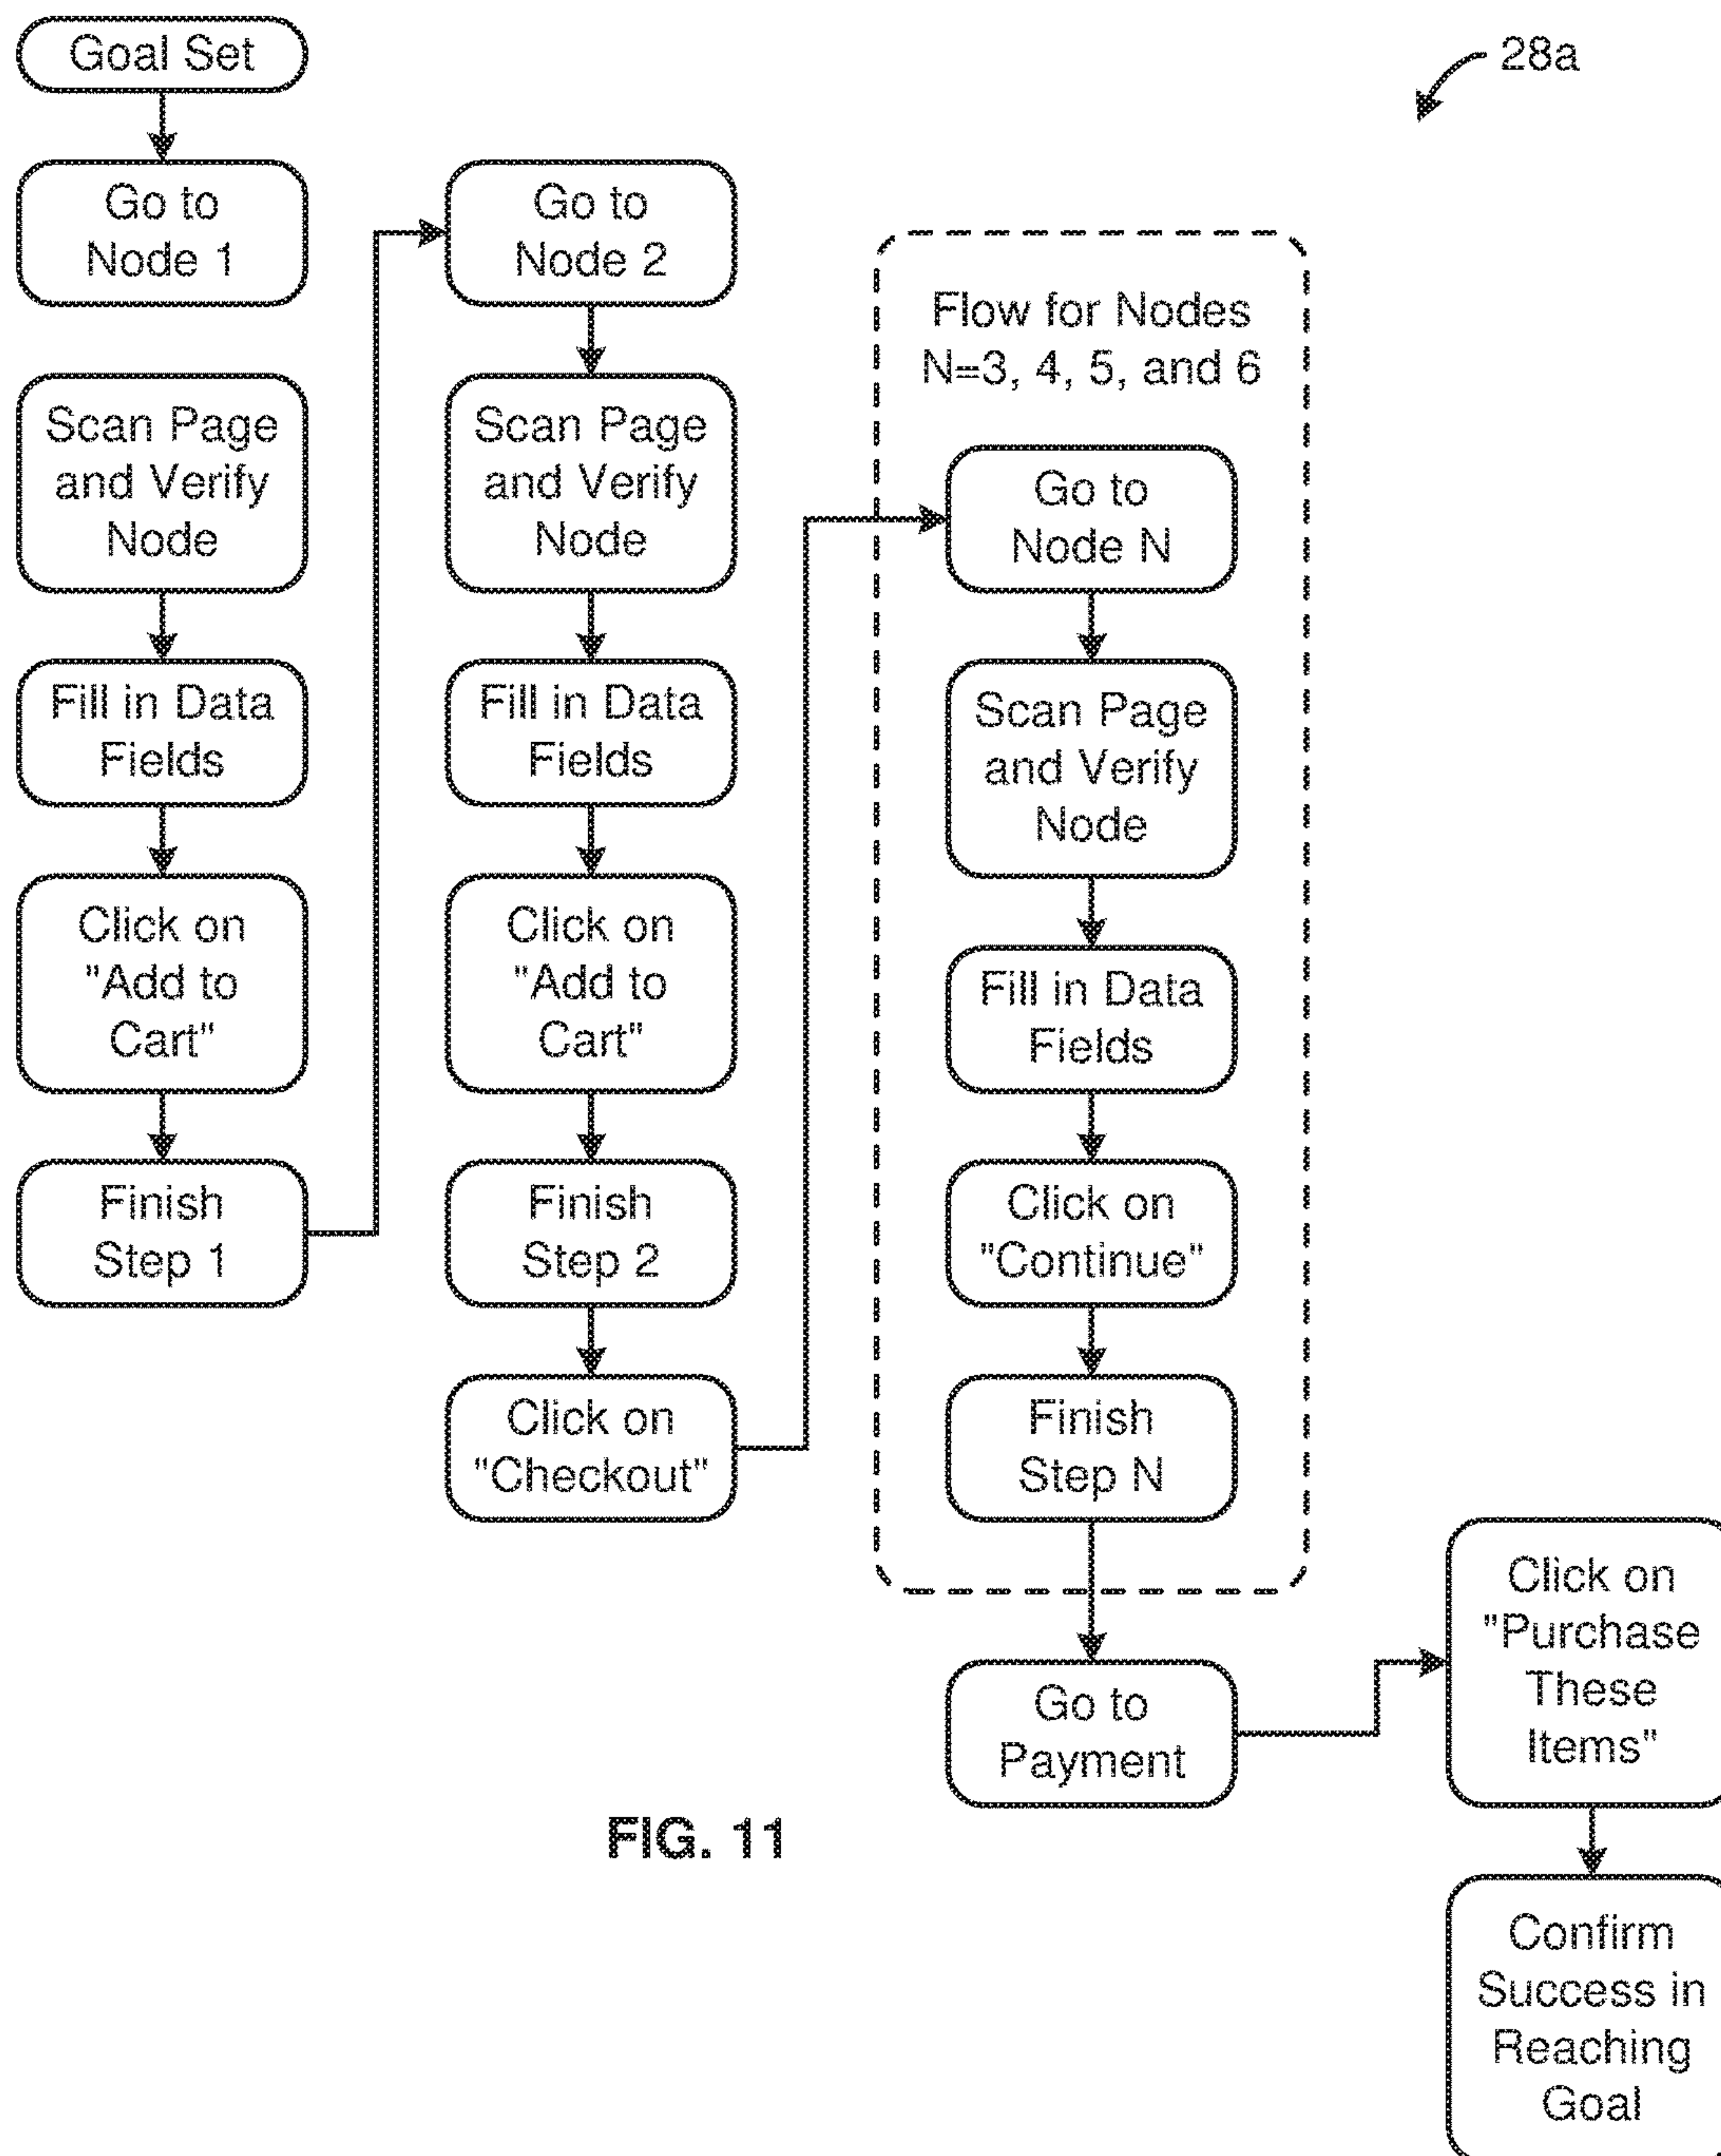 Goal Set
28a
Go to
Node 1
Scan Page
and Verify
Node
Fill in Data
Fields
Click on
"Add to
Cart"
Finish
Step 1
Go to
Node 2
Scan Page
and Verify
Node
Fill in Data
Fields
Click on
"Add to
Cart"
Finish
Step 2
Click on
"Checkout"
Flow for Nodes
N=3, 4, 5, and 6
Go to
Node N
Scan Page
and Verify
Node
Fill in Data
Fields
Click on
"Continue"
Finish
Step N
Go to
Payment
Click on
"Purchase
These
Items"
Confirm
Success in
Reaching
Goal
FIG. 11